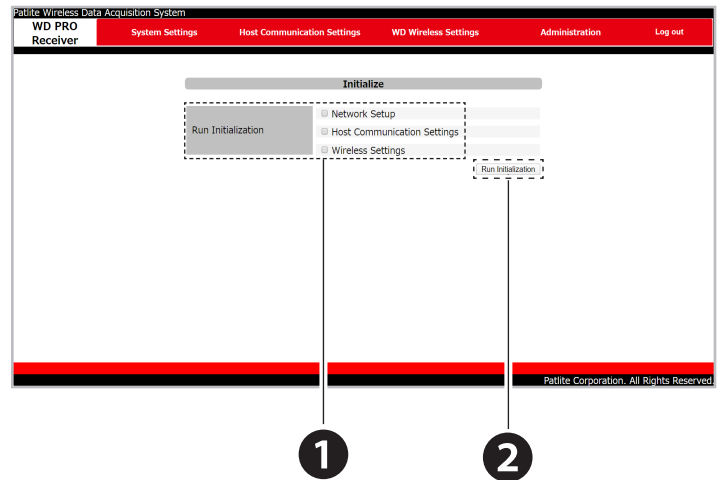 Patlite Wireless Data Acquisition System
WD PRO
Receiver
System Settings
Host Communication Settings
WD Wireless Settings
Administration
Log out
Initialize
Run Initialization
Network Setup
Host Communication Settings
Wireless Settings
Run Initialization
Patlite Corporation. All Rights Reserved.
1
2